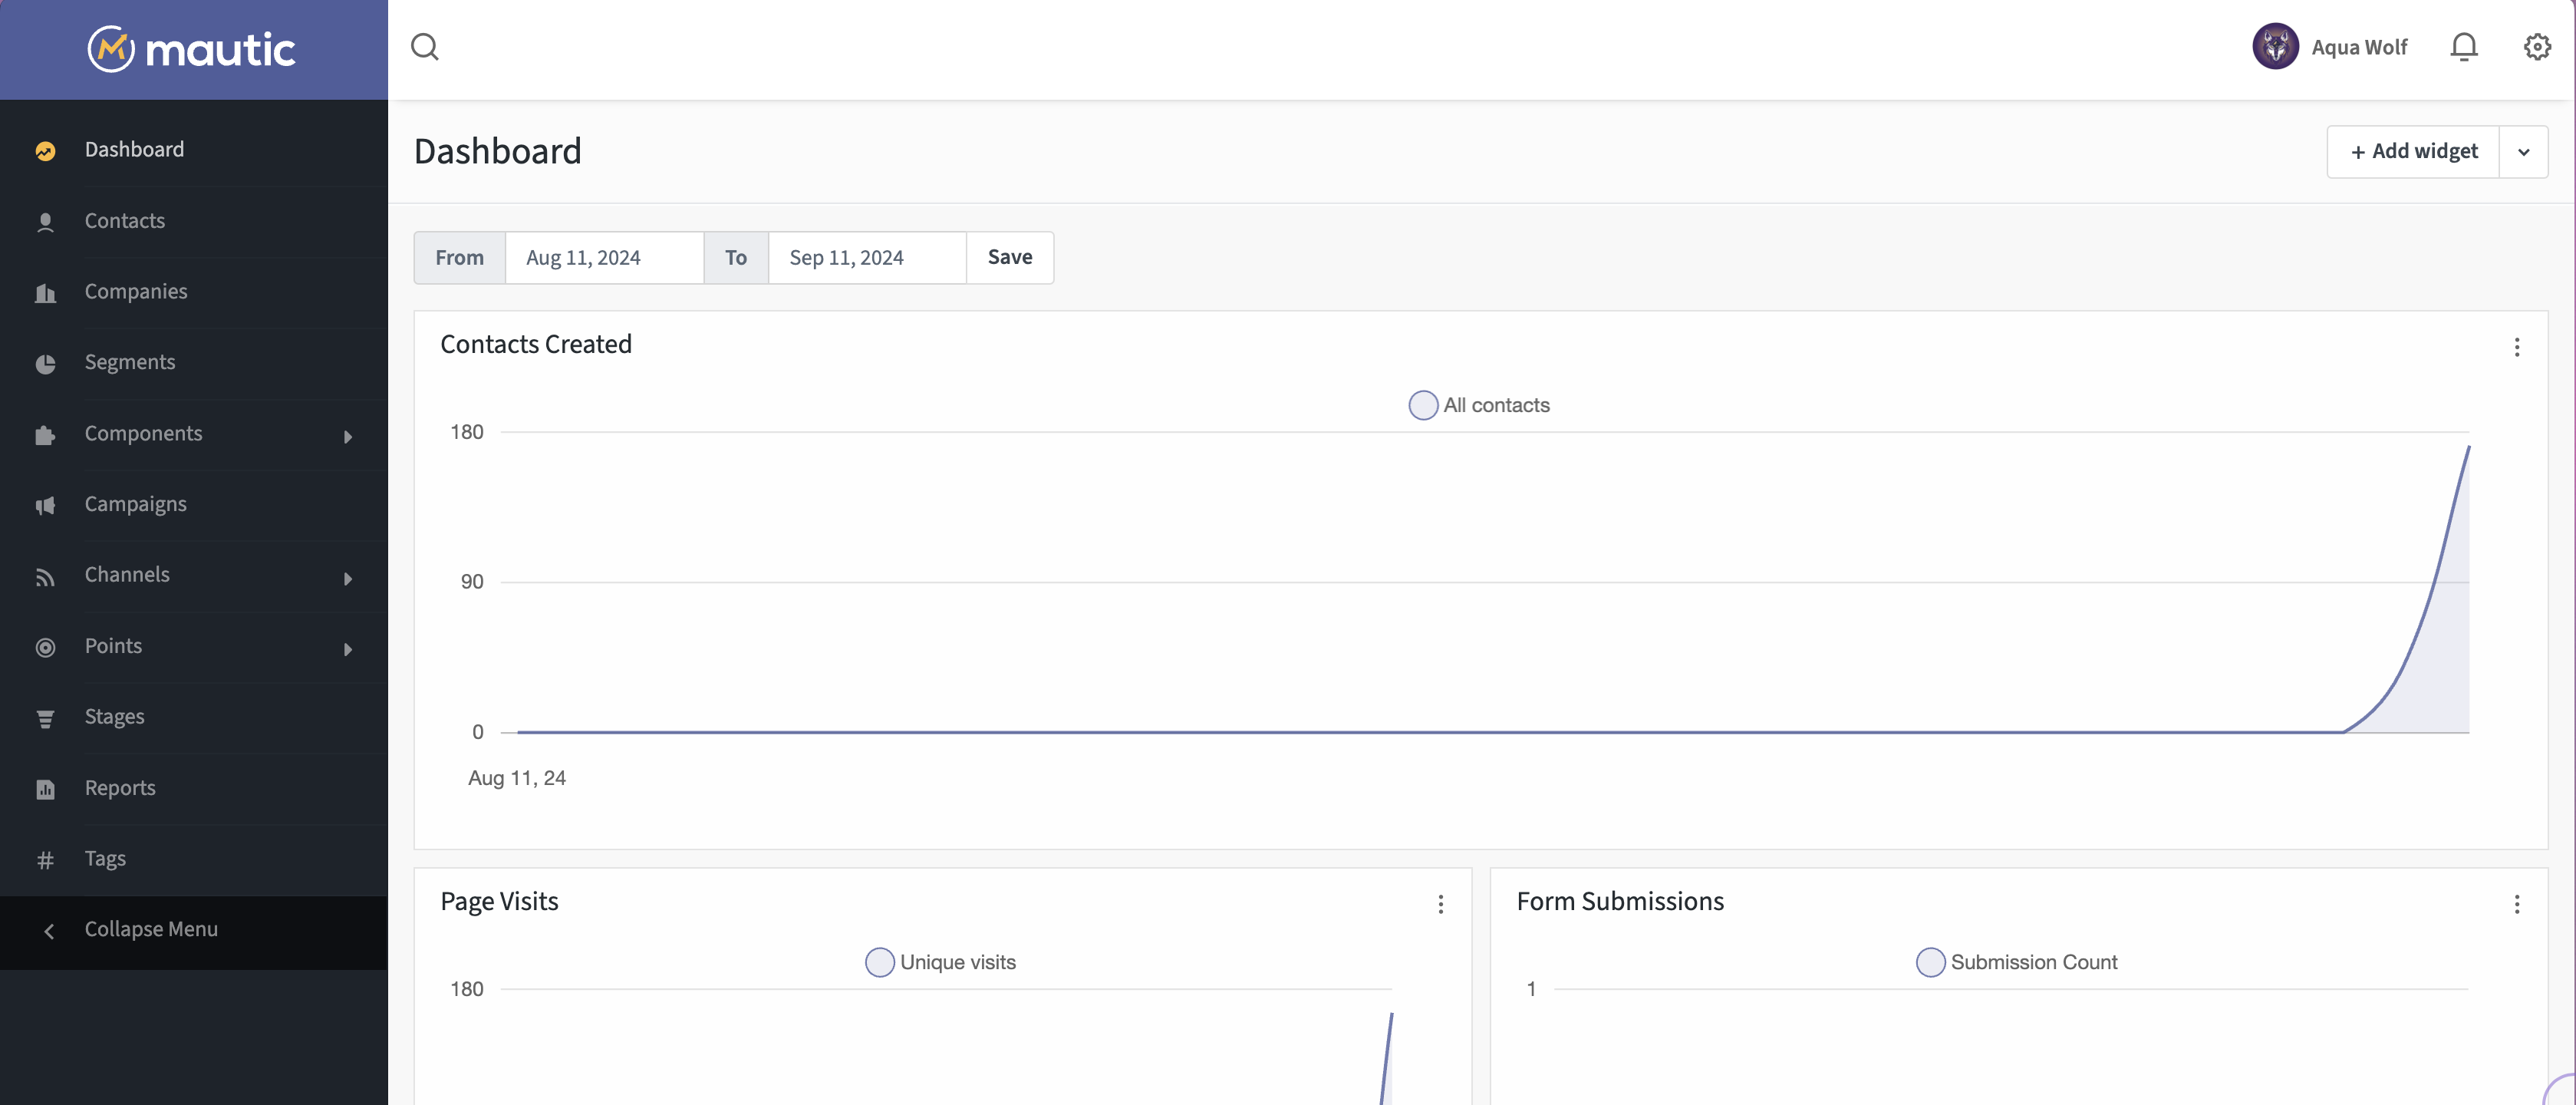 mautic
Aqua Wolf
Dashboard
Contacts
Companies
Segments
Components
Campaigns
Channels
Points
Stages
Reports
Tags
Collapse Menu
Dashboard
+ Add widget
From Aug 11, 2024 To Sep 11, 2024 Save
Contacts Created
All contacts
180
90
0
Aug 11, 24
Page Visits
Unique visits
180
Form Submissions
Submission Count
1